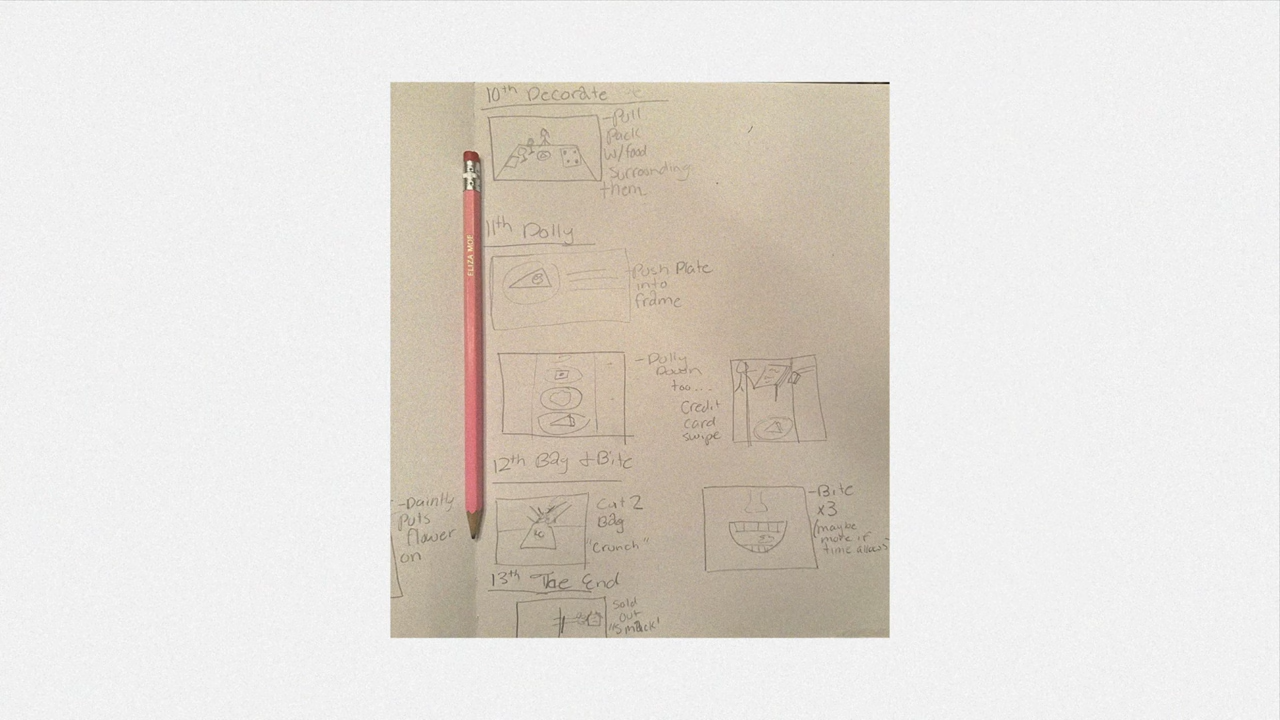 10th Decorate
-Pull
Pack
w/food
surrounding
them
ELIZA MOE
11th Dolly
-Push Plate
into
frame
-Dolly
Down
too...
Credit
card
swipe
12th Bag + Bite
-Daintly
Puts
flower
on
Cut 2
Bag
"Crunch"
-Bite
x3
(maybe
more if
time allows
13th The End
Sold
Out
"Smack"